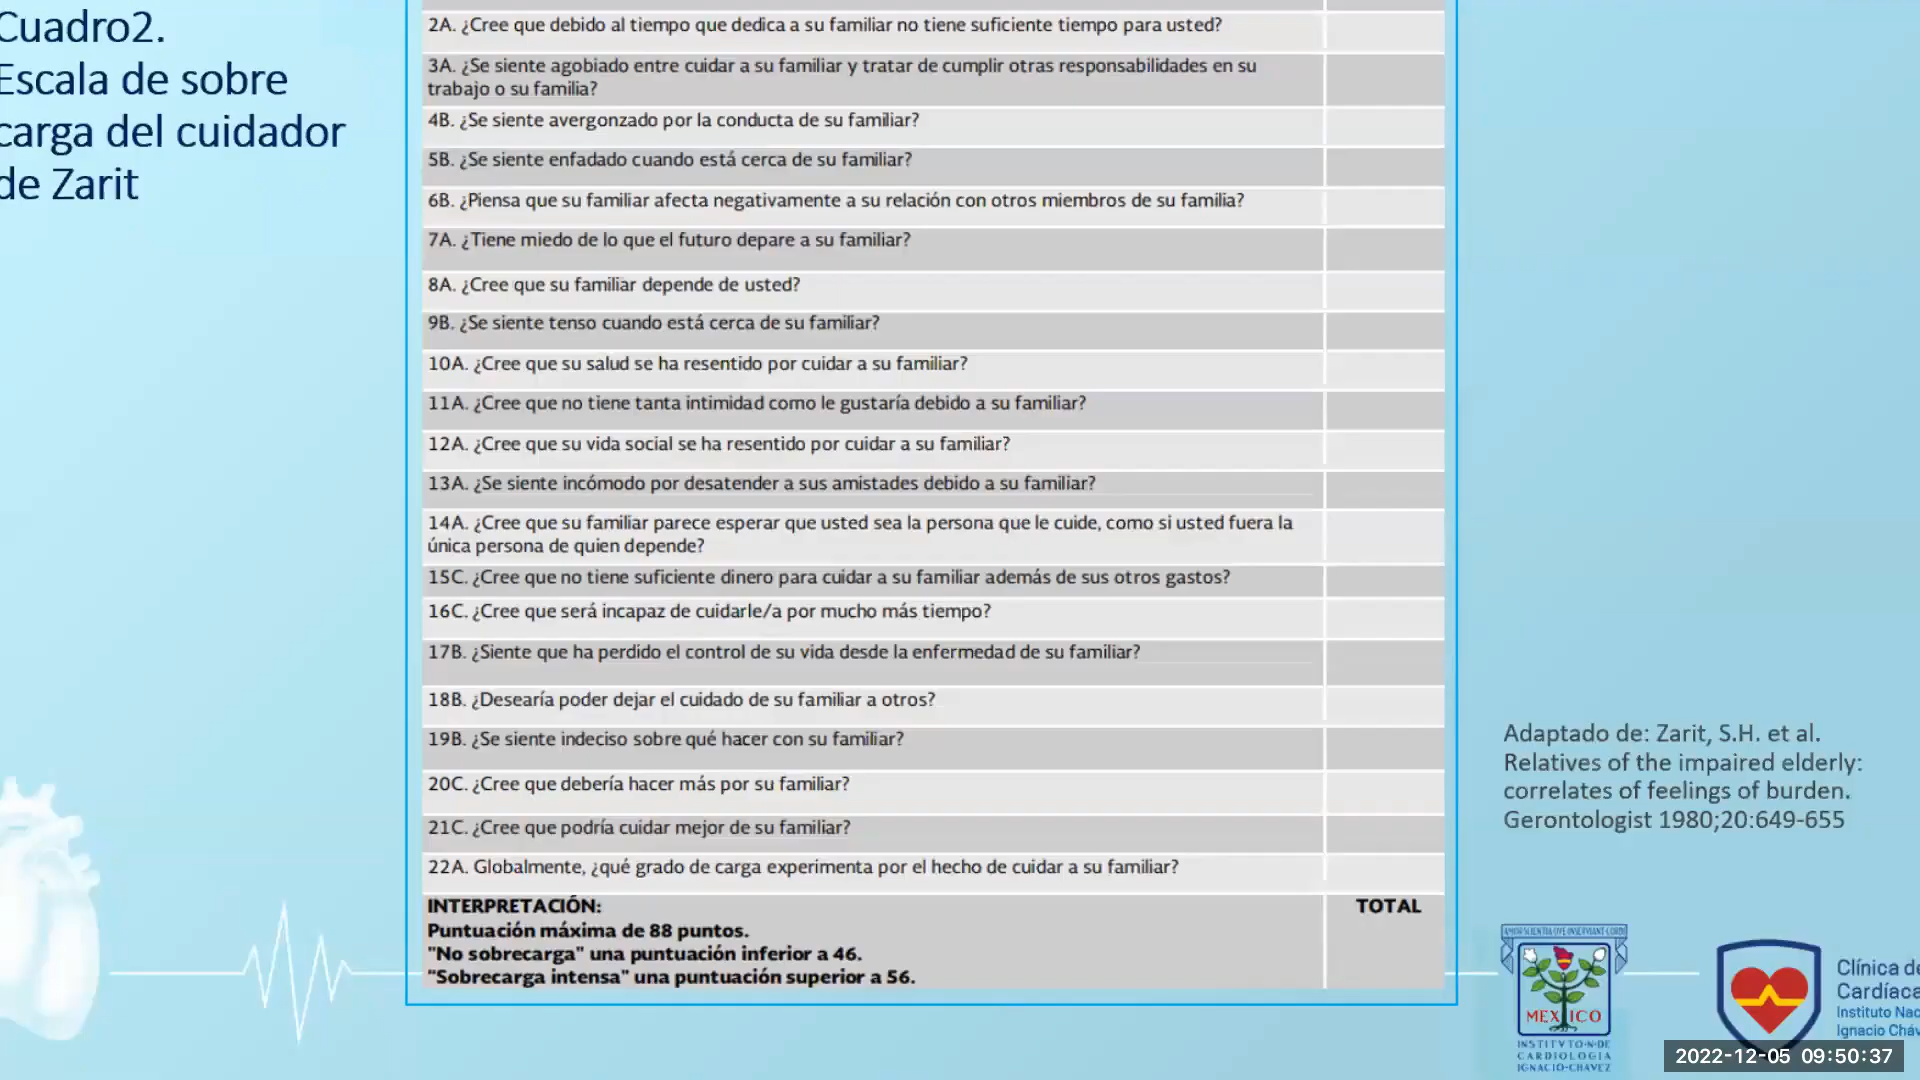 Cuadro2.
Escala de sobre
carga del cuidador
de Zarit
2A. ¿Cree que debido al tiempo que dedica a su familiar no tiene suficiente tiempo para usted?
3A. ¿Se siente agobiado entre cuidar a su familiar y tratar de cumplir otras responsabilidades en su
trabajo o su familia?
4B. ¿Se siente avergonzado por la conducta de su familiar?
5B. ¿Se siente enfadado cuando está cerca de su familiar?
6B. ¿Piensa que su familiar afecta negativamente a su relación con otros miembros de su familia?
7A. ¿Tiene miedo de lo que el futuro depare a su familiar?
8A. ¿Cree que su familiar depende de usted?
9B. ¿Se siente tenso cuando está cerca de su familiar?
10A. ¿Cree que su salud se ha resentido por cuidar a su familiar?
11A. ¿Cree que no tiene tanta intimidad como le gustaría debido a su familiar?
12A. ¿Cree que su vida social se ha resentido por cuidar a su familiar?
13A. ¿Se siente incómodo por desatender a sus amistades debido a su familiar?
14A. ¿Cree que su familiar parece esperar que usted sea la persona que le cuide, como si usted fuera la
única persona de quien depende?
15C. ¿Cree que no tiene suficiente dinero para cuidar a su familiar además de sus otros gastos?
16C. ¿Cree que será incapaz de cuidarle/a por mucho más tiempo?
17B. ¿Siente que ha perdido el control de su vida desde la enfermedad de su familiar?
18B. ¿Desearía poder dejar el cuidado de su familiar a otros?
19B. ¿Se siente indeciso sobre qué hacer con su familiar?
20C. ¿Cree que debería hacer más por su familiar?
21C. ¿Cree que podría cuidar mejor de su familiar?
22A. Globalmente, ¿qué grado de carga experimenta por el hecho de cuidar a su familiar?
INTERPRETACIÓN: TOTAL
Puntuación máxima de 88 puntos.
"No sobrecarga" una puntuación inferior a 46.
"Sobrecarga intensa" una puntuación superior a 56.
Adaptado de: Zarit, S.H. et al.
Relatives of the impaired elderly:
correlates of feelings of burden.
Gerontologist 1980;20:649-655
MEXICO
INSTITVTO·N·DE
CARDIOLOGIA
IGNACIO·CHAVEZ
Clínica de
Cardíaca
Instituto Nac
Ignacio Cháv
2022-12-05 09:50:37